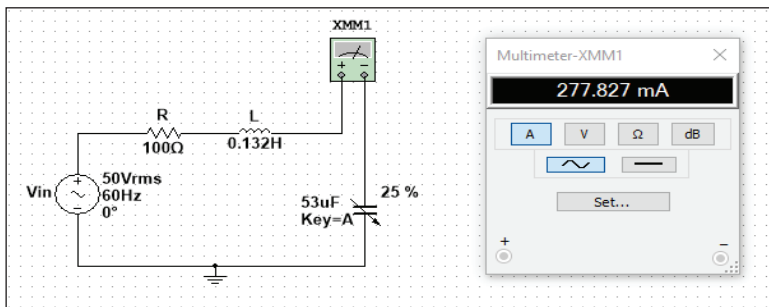 XMM1
Multimeter-XMM1
277.827 mA
A V Ω dB
Set...
+ −
+ −
R
100Ω
L
0.132H
Vin
+
−
50Vrms
60Hz
0°
53uF
Key=A
25 %